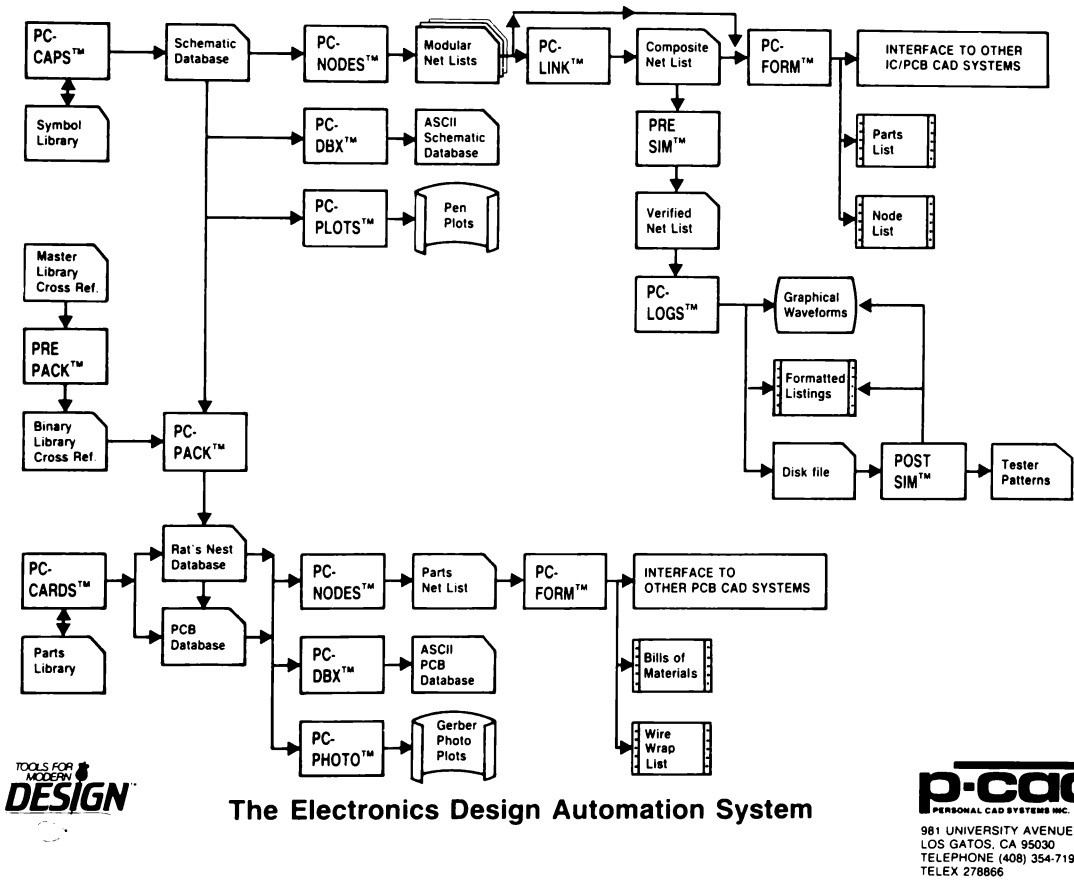 PC-
CAPS™
Schematic
Database
PC-
NODES™
Modular
Net Lists
PC-
LINK™
Composite
Net List
PC-
FORM™
INTERFACE TO OTHER
IC/PCB CAD SYSTEMS
Symbol
Library
PC-
DBX™
ASCII
Schematic
Database
PRE
SIM™
Parts
List
PC-
PLOTS™
Pen
Plots
Verified
Net List
Node
List
Master
Library
Cross Ref.
PC-
LOGS™
Graphical
Waveforms
PRE
PACK™
Formatted
Listings
Binary
Library
Cross Ref.
PC-
PACK™
Disk file
POST
SIM™
Tester
Patterns
PC-
CARDS™
Rat's Nest
Database
PC-
NODES™
Parts
Net List
PC-
FORM™
INTERFACE TO
OTHER PCB CAD SYSTEMS
Parts
Library
PCB
Database
PC-
DBX™
ASCII
PCB
Database
Bills of
Materials
PC-
PHOTO™
Gerber
Photo
Plots
Wire
Wrap
List
TOOLS FOR
MODERN
DESIGN
The Electronics Design Automation System
p-cad
PERSONAL CAD SYSTEMS INC.
981 UNIVERSITY AVENUE
LOS GATOS, CA 95030
TELEPHONE (408) 354-719
TELEX 278866